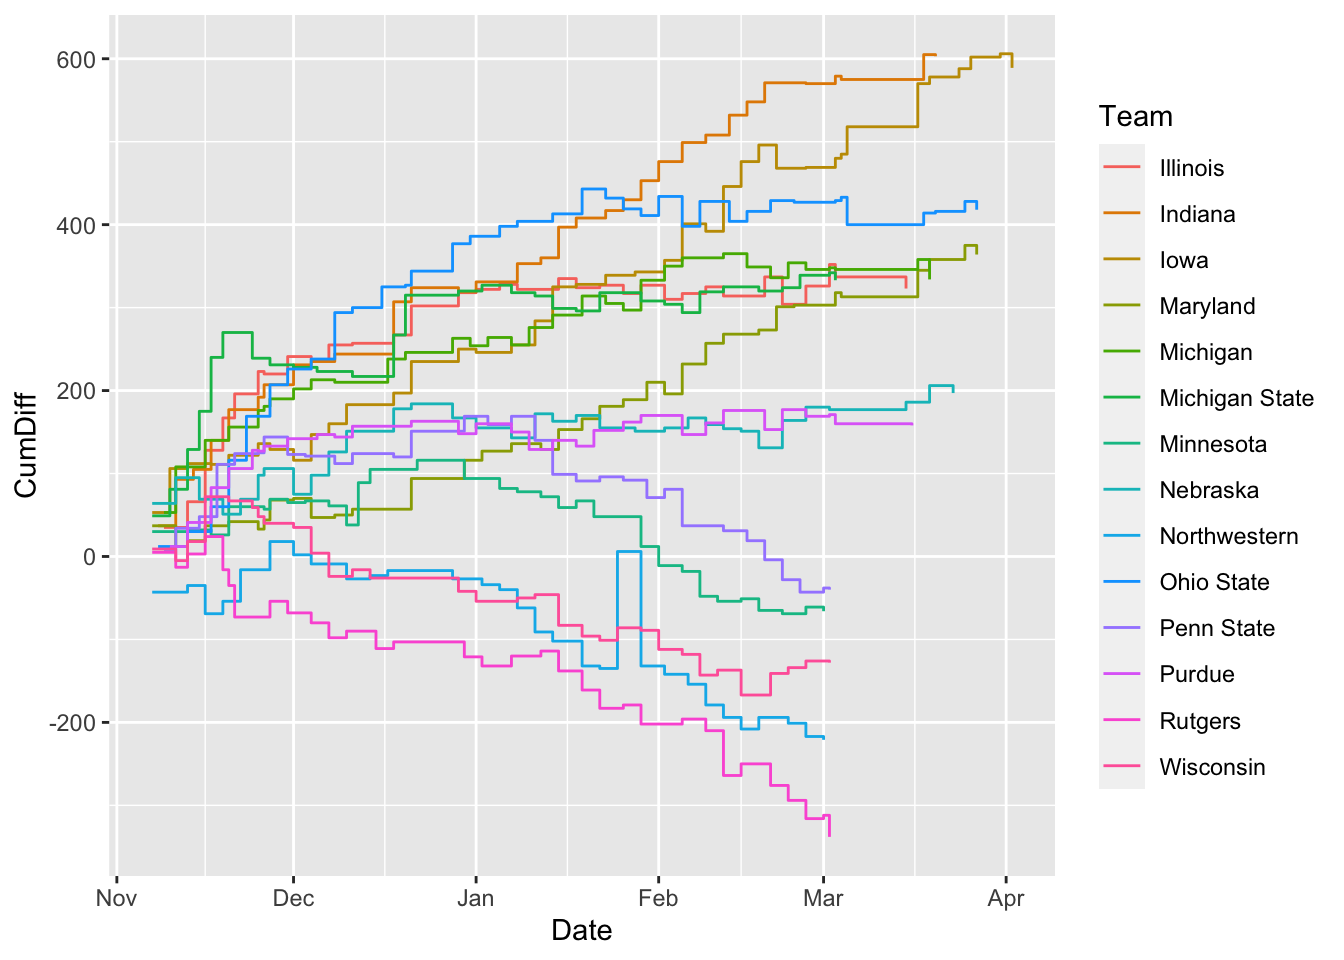 CumDiff
600
400
200
0
-200
Nov
Dec
Jan
Feb
Mar
Apr
Date
Team
Illinois
Indiana
Iowa
Maryland
Michigan
Michigan State
Minnesota
Nebraska
Northwestern
Ohio State
Penn State
Purdue
Rutgers
Wisconsin